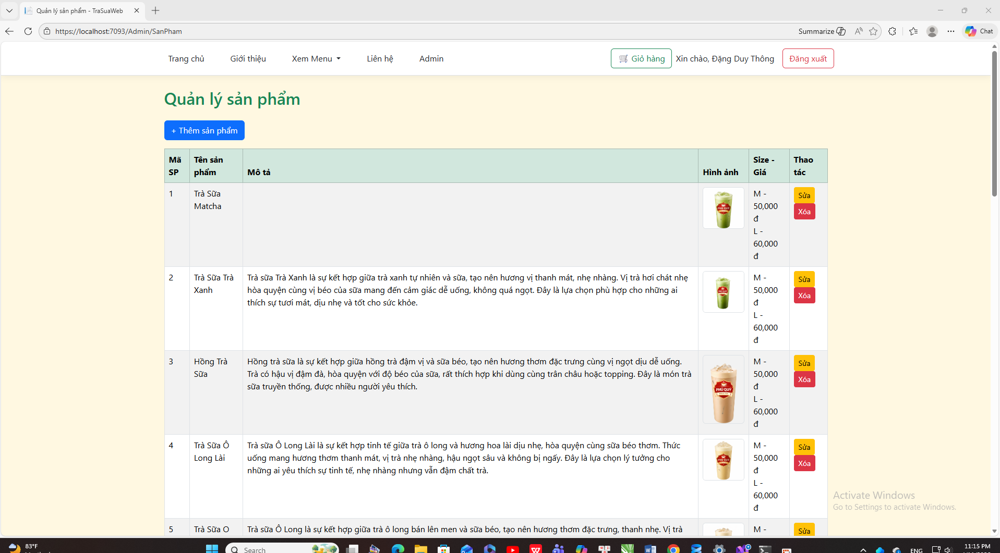 Quản lý sản phẩm - TraSuaWeb
https://localhost:7093/Admin/SanPham
Summarize
Chat
Trang chủ
Giới thiệu
Xem Menu
Liên hệ
Admin
Giỏ hàng
Xin chào, Đặng Duy Thông
Đăng xuất
Quản lý sản phẩm
+ Thêm sản phẩm
Mã
SP
Tên sản
phẩm
Mô tả
Hình ảnh
Size -
Giá
Thao
tác
1
Trà Sữa
Matcha
PHÚ QUÝ
M -
50,000
đ
L -
60,000
đ
Sửa
Xóa
2
Trà Sữa Trà
Xanh
Trà sữa Trà Xanh là sự kết hợp giữa trà xanh tự nhiên và sữa, tạo nên hương vị thanh mát, nhẹ nhàng. Vị trà hơi chát nhẹ
hòa quyện cùng vị béo của sữa mang đến cảm giác dễ uống, không quá ngọt. Đây là lựa chọn phù hợp cho những ai
thích sự tươi mát, dịu nhẹ và tốt cho sức khỏe.
M -
50,000
đ
L -
60,000
đ
Sửa
Xóa
3
Hồng Trà
Sữa
Hồng trà sữa là sự kết hợp giữa hồng trà đậm vị và sữa béo, tạo nên hương thơm đặc trưng cùng vị ngọt dịu dễ uống.
Trà có hậu vị đậm đà, hòa quyện với độ béo của sữa, rất thích hợp khi dùng cùng trân châu hoặc topping. Đây là món trà
sữa truyền thống, được nhiều người yêu thích.
PHÚ QUÝ
M -
50,000
đ
L -
60,000
đ
Sửa
Xóa
4
Trà Sữa Ô
Long Lài
Trà sữa Ô Long Lài là sự kết hợp tinh tế giữa trà ô long và hương hoa lài dịu nhẹ, hòa quyện cùng sữa béo thơm. Thức
uống mang hương thơm thanh mát, vị trà nhẹ nhàng, hậu ngọt sâu và không bị ngấy. Đây là lựa chọn lý tưởng cho
những ai yêu thích sự tinh tế, nhẹ nhàng nhưng vẫn đậm chất trà.
PHÚ QUÝ
M -
50,000
đ
L -
60,000
đ
Sửa
Xóa
5
Trà Sữa O
Trà sữa Ô Long là sự kết hợp giữa trà ô long bán lên men và sữa béo, tạo nên hương thơm đặc trưng, thanh nhẹ. Vị trà
M -
Sửa
Activate Windows
Go to Settings to activate Windows.
83°F
Search
ENG
11:15 PM